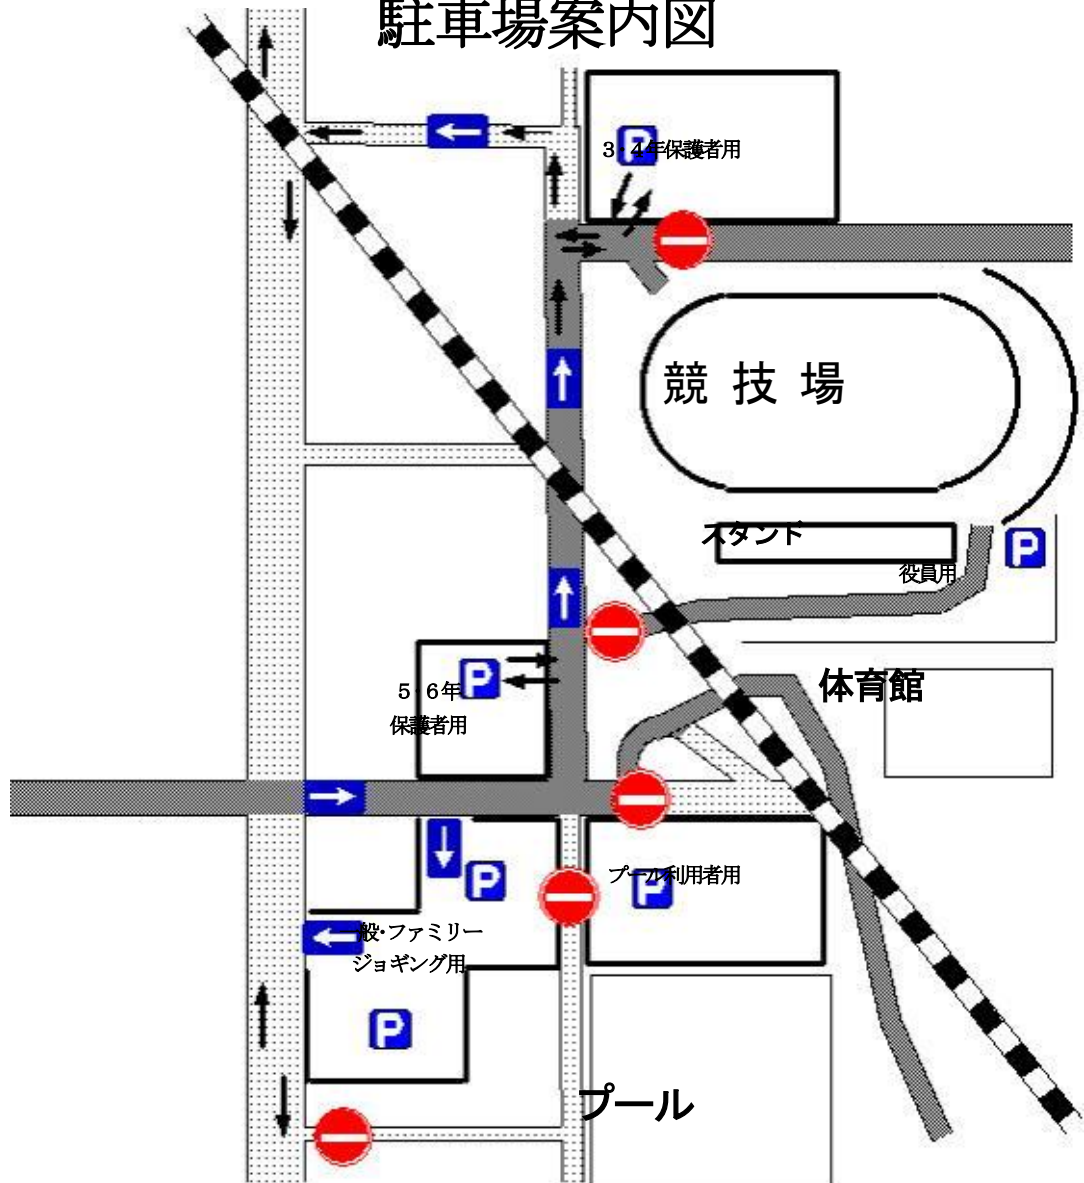 駐車場案内図
P
3・4年保護者用
競技場
スタンド
役員用
P
P
5・6年
保護者用
体育館
P
プール利用者用
P
一般・ファミリー
ジョギング用
P
プール